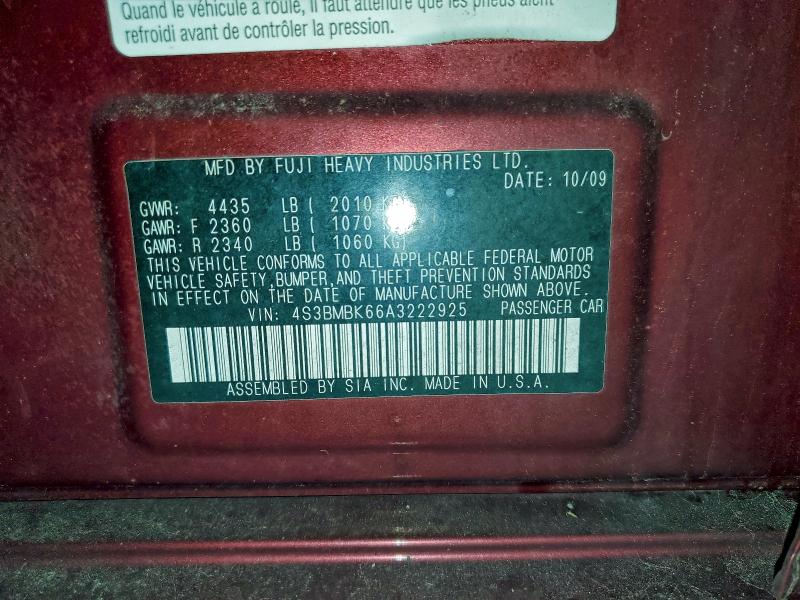 Quand le véhicule a roulé, il faut attendre que les pneus aient
refroidi avant de contrôler la pression.
MFD BY FUJI HEAVY INDUSTRIES LTD.
DATE: 10/09
GVWR: 4435 LB ( 2010 KG)
GAWR: F 2360 LB ( 1070
GAWR: R 2340 LB ( 1060 KG)
THIS VEHICLE CONFORMS TO ALL APPLICABLE FEDERAL MOTOR
VEHICLE SAFETY,BUMPER,AND THEFT PREVENTION STANDARDS
IN EFFECT ON THE DATE OF MANUFACTURE SHOWN ABOVE.
VIN: 4S3BMBK66A3222925 PASSENGER CAR
ASSEMBLED BY SIA INC. MADE IN U.S.A.